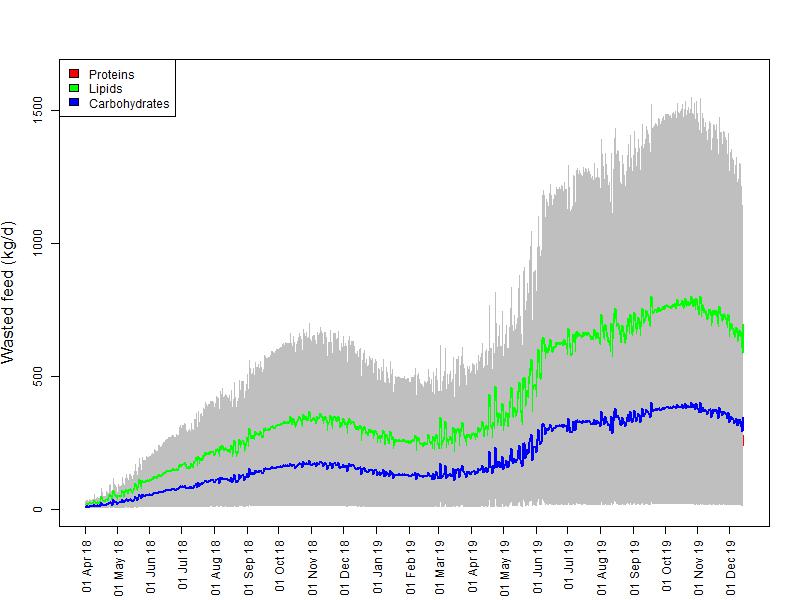 Proteins
Lipids
Carbohydrates
Wasted feed (kg/d)
1500
1000
500
0
01 Apr 18
01 May 18
01 Jun 18
01 Jul 18
01 Aug 18
01 Sep 18
01 Oct 18
01 Nov 18
01 Dec 18
01 Jan 19
01 Feb 19
01 Mar 19
01 Apr 19
01 May 19
01 Jun 19
01 Jul 19
01 Aug 19
01 Sep 19
01 Oct 19
01 Nov 19
01 Dec 19